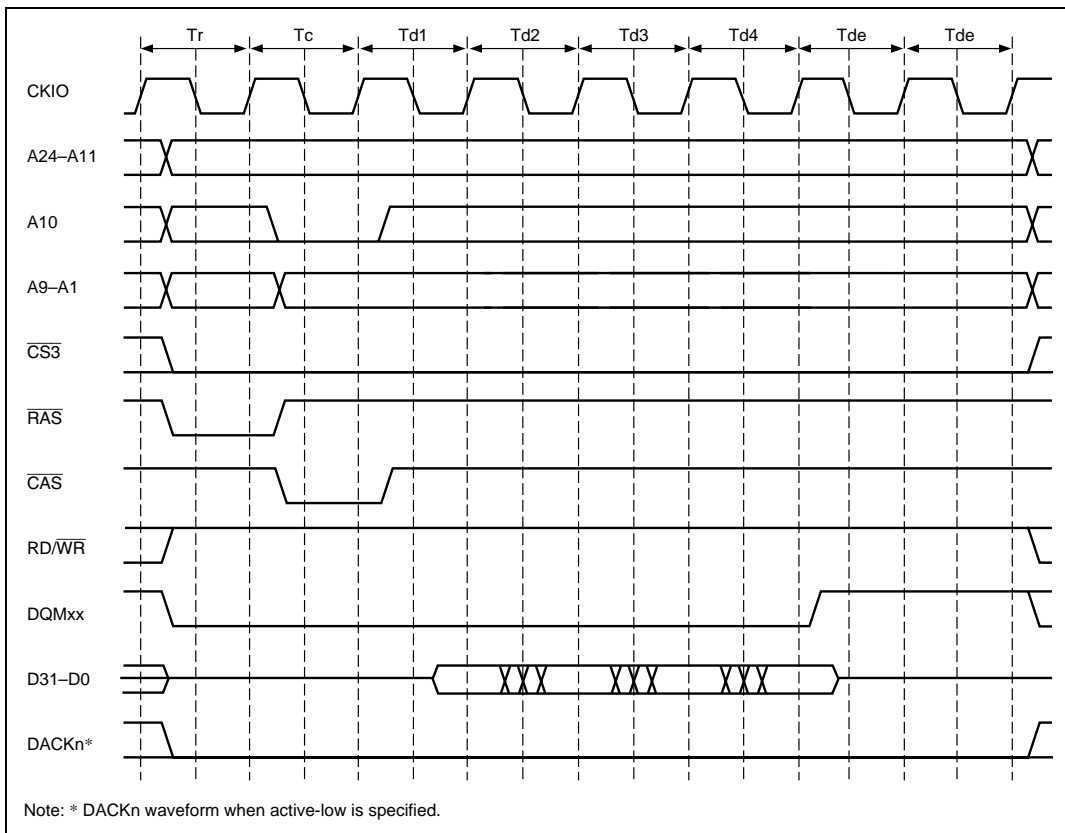 Tr Tc Td1 Td2 Td3 Td4 Tde Tde
CKIO
A24–A11
A10
A9–A1
CS3
RAS
CAS
RD/WR
DQMxx
D31–D0
DACKn*
Note: * DACKn waveform when active-low is specified.